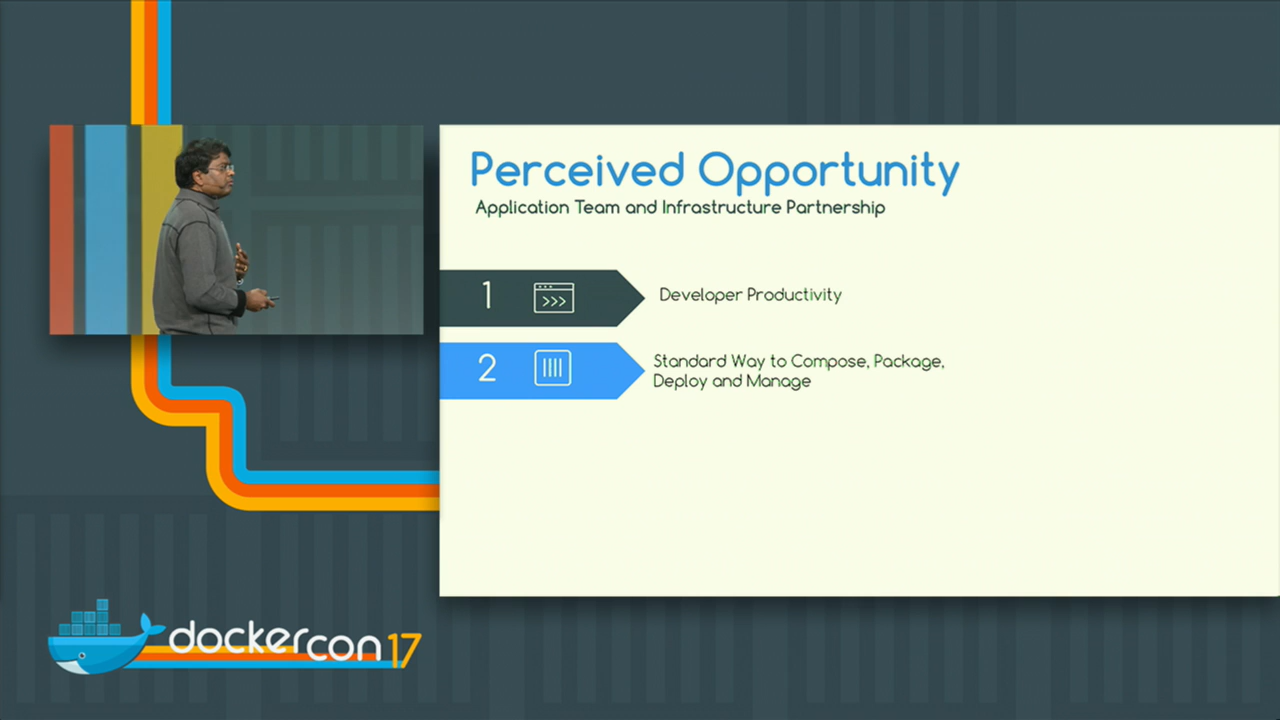 Perceived Opportunity
Application Team and Infrastructure Partnership
1
>>>
Developer Productivity
2
Standard Way to Compose, Package,
Deploy and Manage
dockercon17